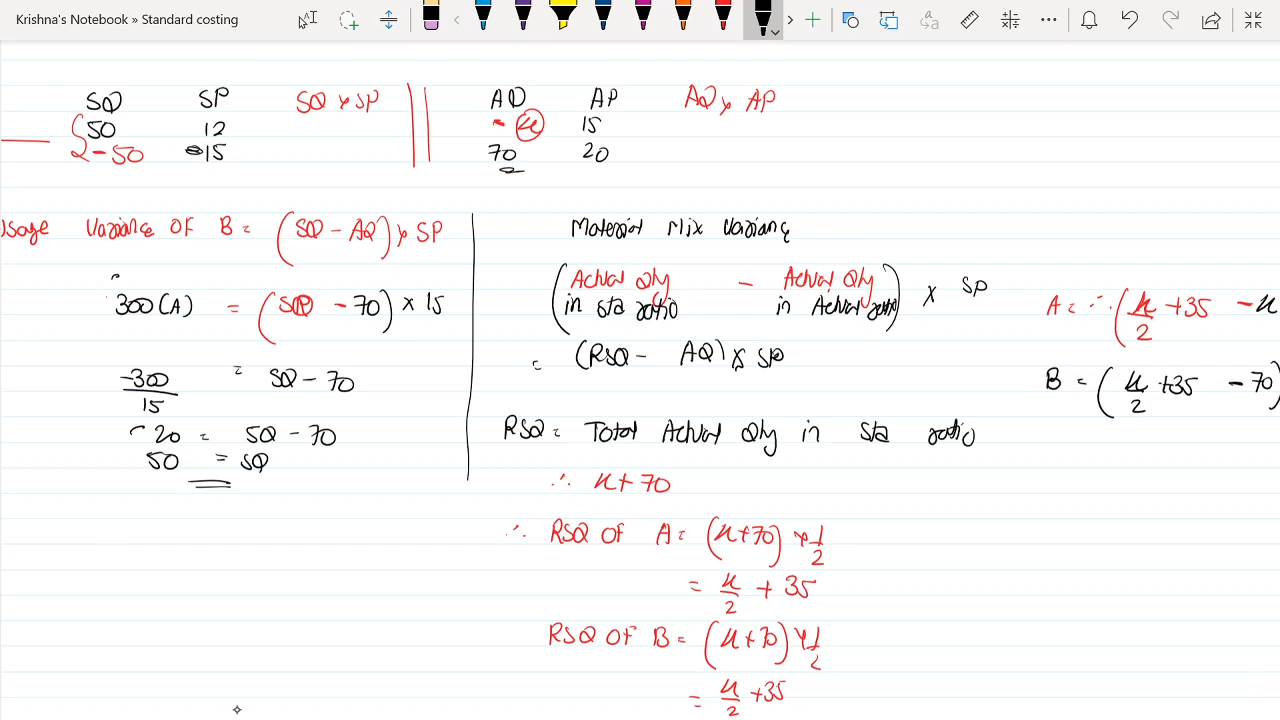 Krishna's Notebook » Standard costing
SQ SP SQ x SP AQ AP AQ x AP
50 12 - x 15
- 50 15 70 20
Usage Variance OF B = (SQ - AQ) x SP
300 (A) = (SQ - 70) x 15
-300/15 = SQ - 70
- 20 = SQ - 70
50 = SQ
Material Mix Variance
(Actual Qty in std ratio - Actual Qty in Actual ratio) x SP
= (RSQ - AQ) x SP
RSQ = Total Actual Qty in std ratio
∴ x + 70
∴ RSQ OF A = (x+70) x 1/2
= x/2 + 35
RSQ OF B = (x+70) x 1/2
= x/2 + 35
A = ∴ (x/2 + 35 - x
B = (x/2 + 35 - 70)